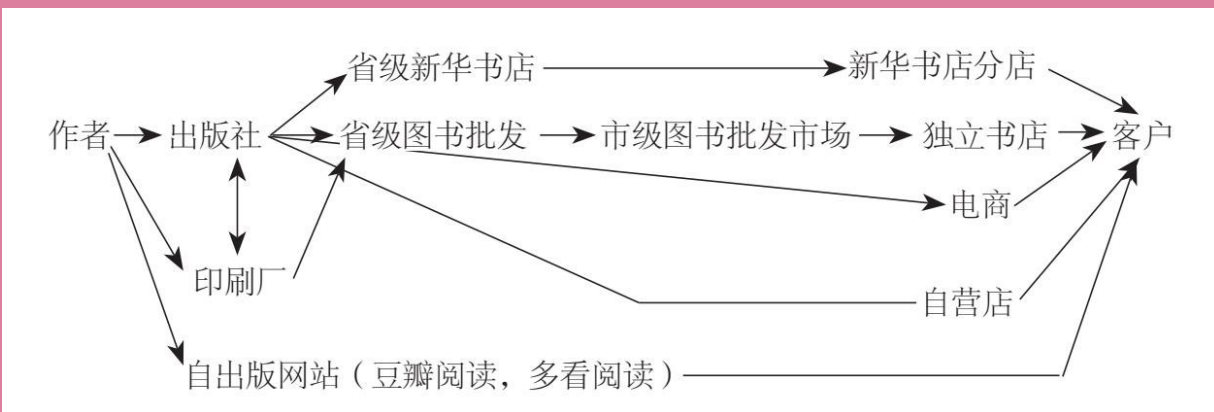 省级新华书店 新华书店分店
作者 出版社 省级图书批发 市级图书批发市场 独立书店 客户
电商
印刷厂
自营店
自出版网站（豆瓣阅读，多看阅读）